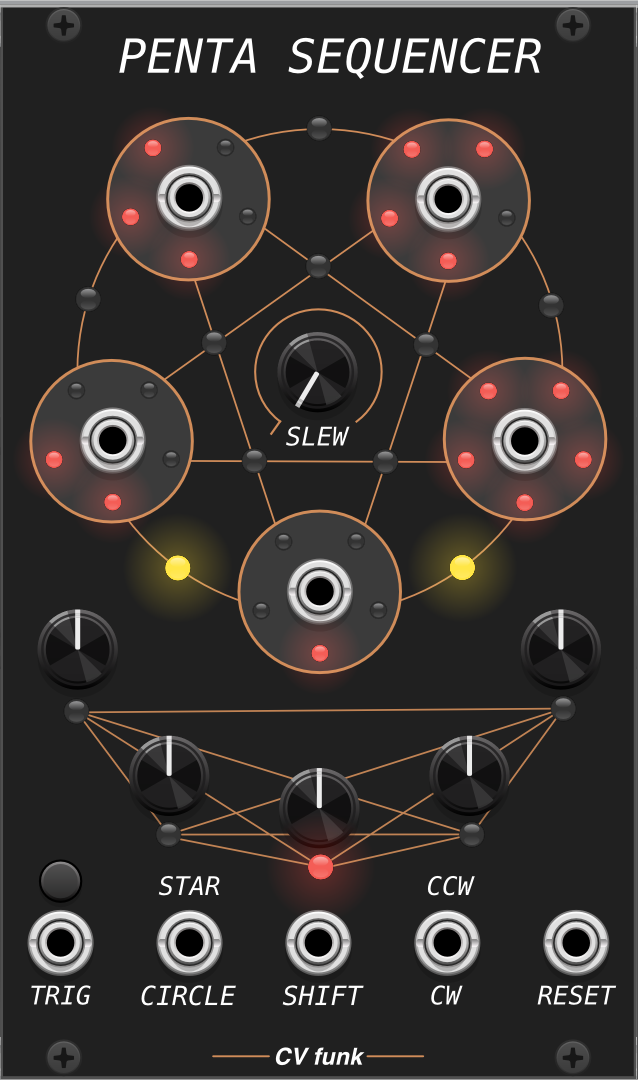 PENTA SEQUENCER
SLEW
STAR
CCW
TRIG
CIRCLE
SHIFT
CW
RESET
CV funk